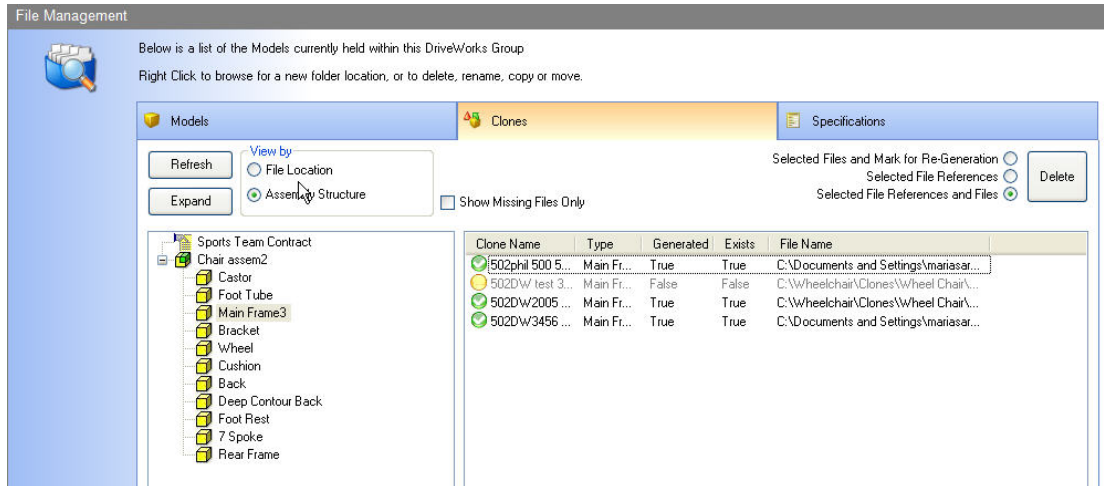 File Management
Below is a list of the Models currently held within this DriveWorks Group
Right Click to browse for a new folder location, or to delete, rename, copy or move.
Models
Clones
Specifications
Refresh
Expand
View by
File Location
Assembly Structure
Show Missing Files Only
Selected Files and Mark for Re-Generation
Selected File References
Selected File References and Files
Delete
Sports Team Contract
Chair assem2
Castor
Foot Tube
Main Frame3
Bracket
Wheel
Cushion
Back
Deep Contour Back
Foot Rest
7 Spoke
Rear Frame
Clone Name Type Generated Exists File Name
502phil 500 5... Main Fr... True True C:\Documents and Settings\mariasar...
502DW test 3... Main Fr... False False C:\Wheelchair\Clones\Wheel Chair\...
502DW2005 ... Main Fr... True True C:\Documents and Settings\mariasar...
502DW3456 ... Main Fr... True True C:\Documents and Settings\mariasar...